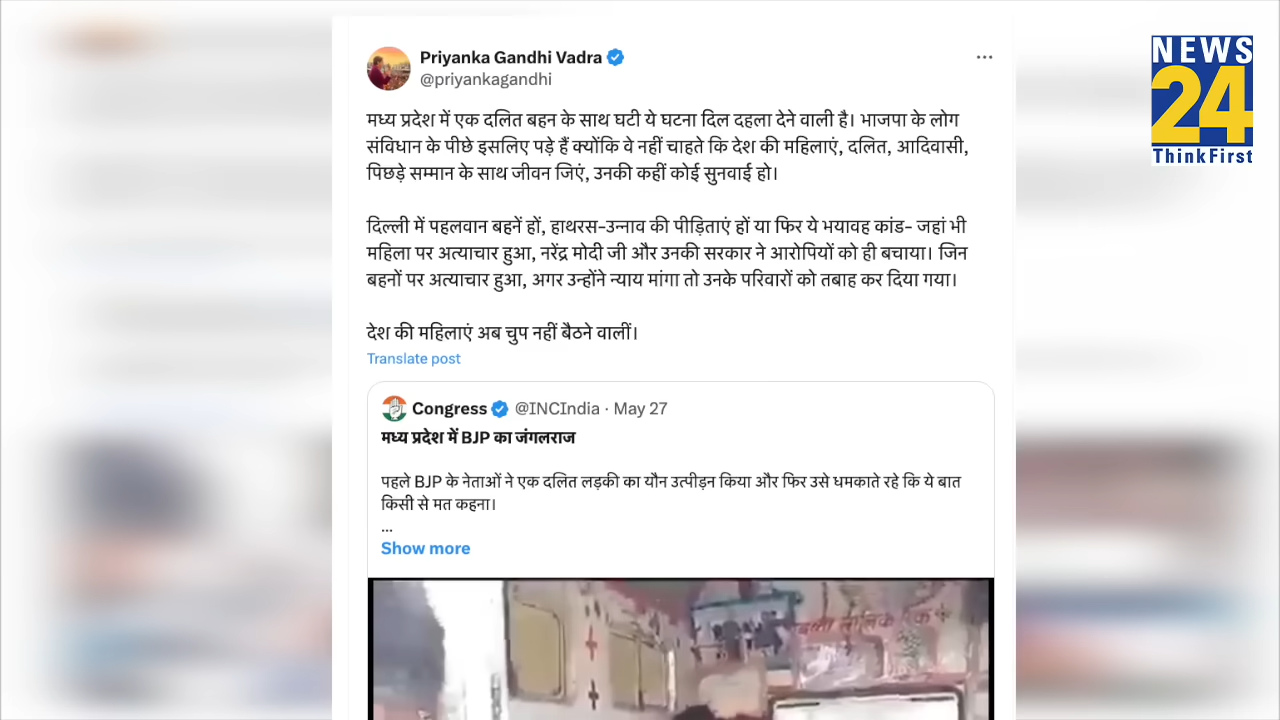 Priyanka Gandhi Vadra
@priyankagandhi
NEWS
24
ThinkFirst
मध्य प्रदेश में एक दलित बहन के साथ घटी ये घटना दिल दहला देने वाली है। भाजपा के लोग
संविधान के पीछे इसलिए पड़े हैं क्योंकि वे नहीं चाहते कि देश की महिलाएं, दलित, आदिवासी,
पिछड़े सम्मान के साथ जीवन जिएं, उनकी कहीं कोई सुनवाई हो।
दिल्ली में पहलवान बहनें हों, हाथरस-उन्नाव की पीड़िताएं हों या फिर ये भयावह कांड- जहां भी
महिला पर अत्याचार हुआ, नरेंद्र मोदी जी और उनकी सरकार ने आरोपियों को ही बचाया। जिन
बहनों पर अत्याचार हुआ, अगर उन्होंने न्याय मांगा तो उनके परिवारों को तबाह कर दिया गया।
देश की महिलाएं अब चुप नहीं बैठने वालीं।
Translate post
Congress @INCIndia · May 27
मध्य प्रदेश में BJP का जंगलराज
पहले BJP के नेताओं ने एक दलित लड़की का यौन उत्पीड़न किया और फिर उसे धमकाते रहे कि ये बात
किसी से मत कहना।
...
Show more